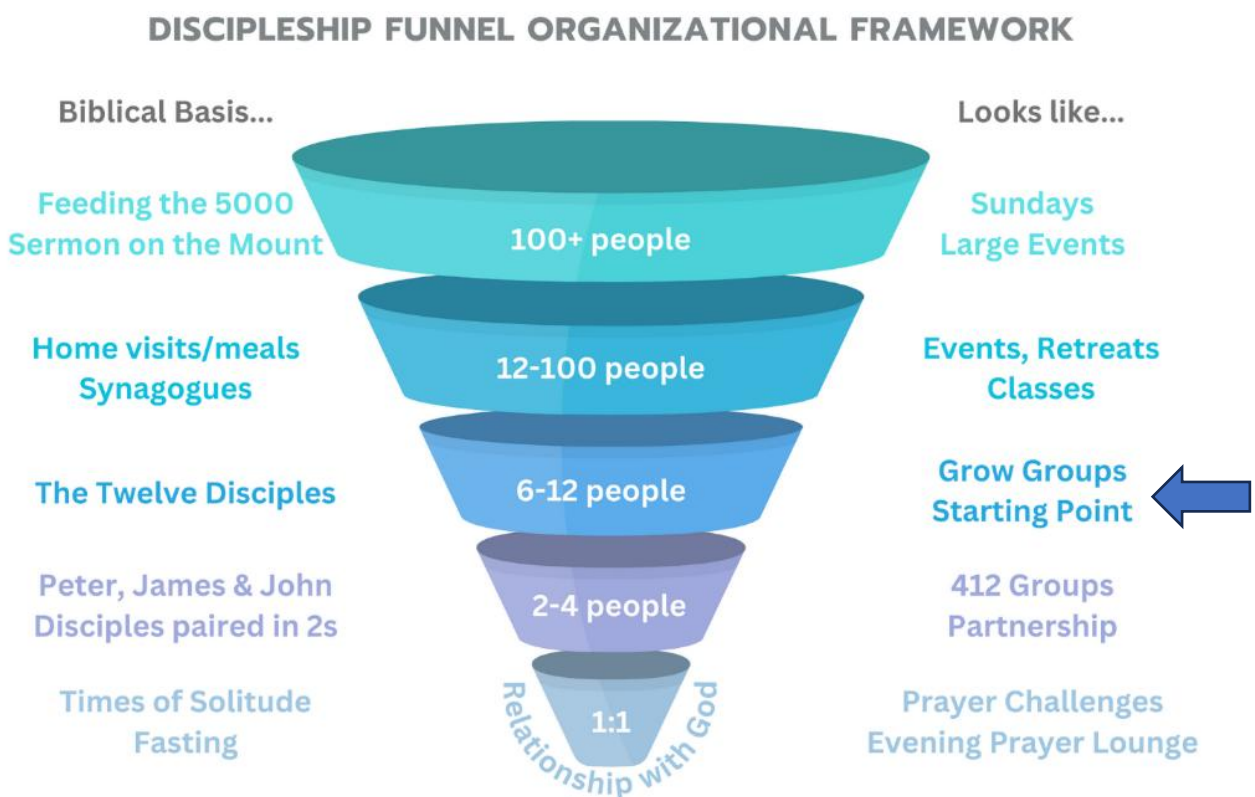 DISCIPLESHIP FUNNEL ORGANIZATIONAL FRAMEWORK
Biblical Basis...
Looks like...
Feeding the 5000
Sermon on the Mount
100+ people
Sundays
Large Events
Home visits/meals
Synagogues
12-100 people
Events, Retreats
Classes
The Twelve Disciples
6-12 people
Grow Groups
Starting Point
Peter, James & John
Disciples paired in 2s
2-4 people
412 Groups
Partnership
Times of Solitude
Fasting
1:1
Relationship with God
Prayer Challenges
Evening Prayer Lounge